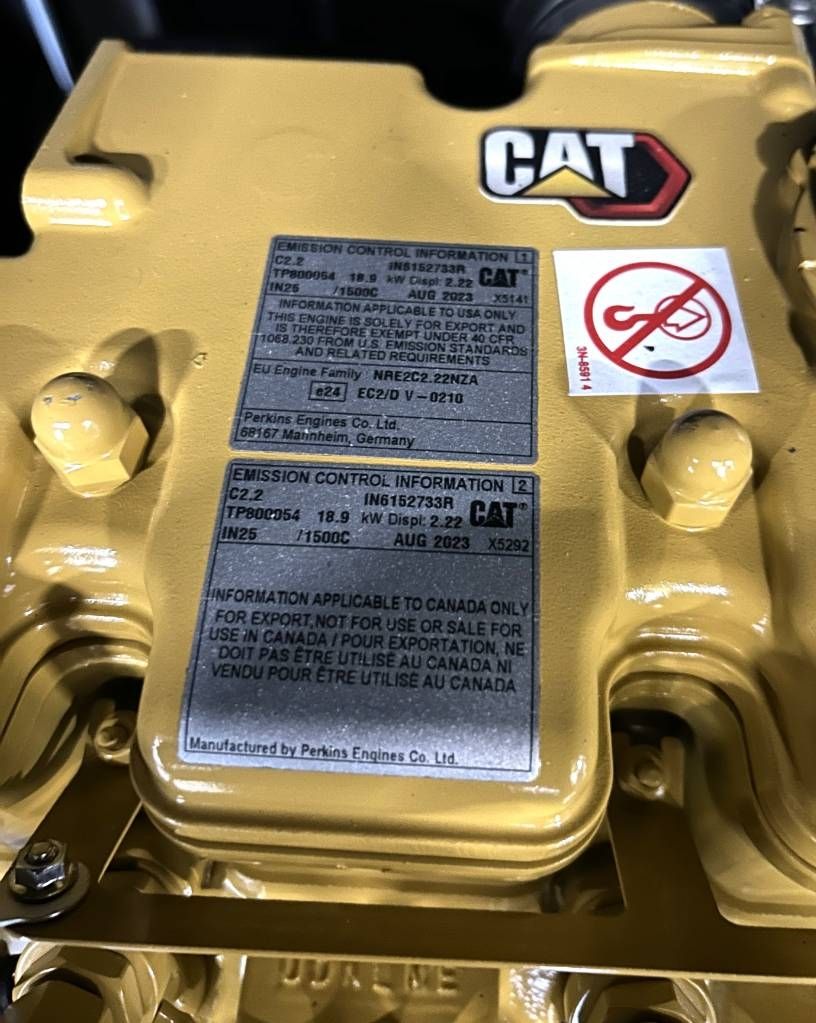 CAT
EMISSION CONTROL INFORMATION 1
C2.2 IN6152733R CAT®
TP800054 18.9 kW Displ: 2.22
IN25 /1500C AUG 2023 X5141
INFORMATION APPLICABLE TO USA ONLY
THIS ENGINE IS SOLELY FOR EXPORT AND
IS THEREFORE EXEMPT UNDER 40 CFR
1068.230 FROM U.S. EMISSION STANDARDS
AND RELATED REQUIREMENTS
EU Engine Family NRE2C2.22NZA
e24 EC2/D V-0210
Perkins Engines Co. Ltd.
68167 Mannheim, Germany
3N-8591 4
EMISSION CONTROL INFORMATION 2
C2.2 IN6152733R CAT®
TP800054 18.9 kW Displ: 2.22
IN25 /1500C AUG 2023 X5292
INFORMATION APPLICABLE TO CANADA ONLY
FOR EXPORT, NOT FOR USE OR SALE FOR
USE IN CANADA / POUR EXPORTATION, NE
DOIT PAS ÊTRE UTILISÉ AU CANADA NI
VENDU POUR ÊTRE UTILISÉ AU CANADA
Manufactured by Perkins Engines Co. Ltd.